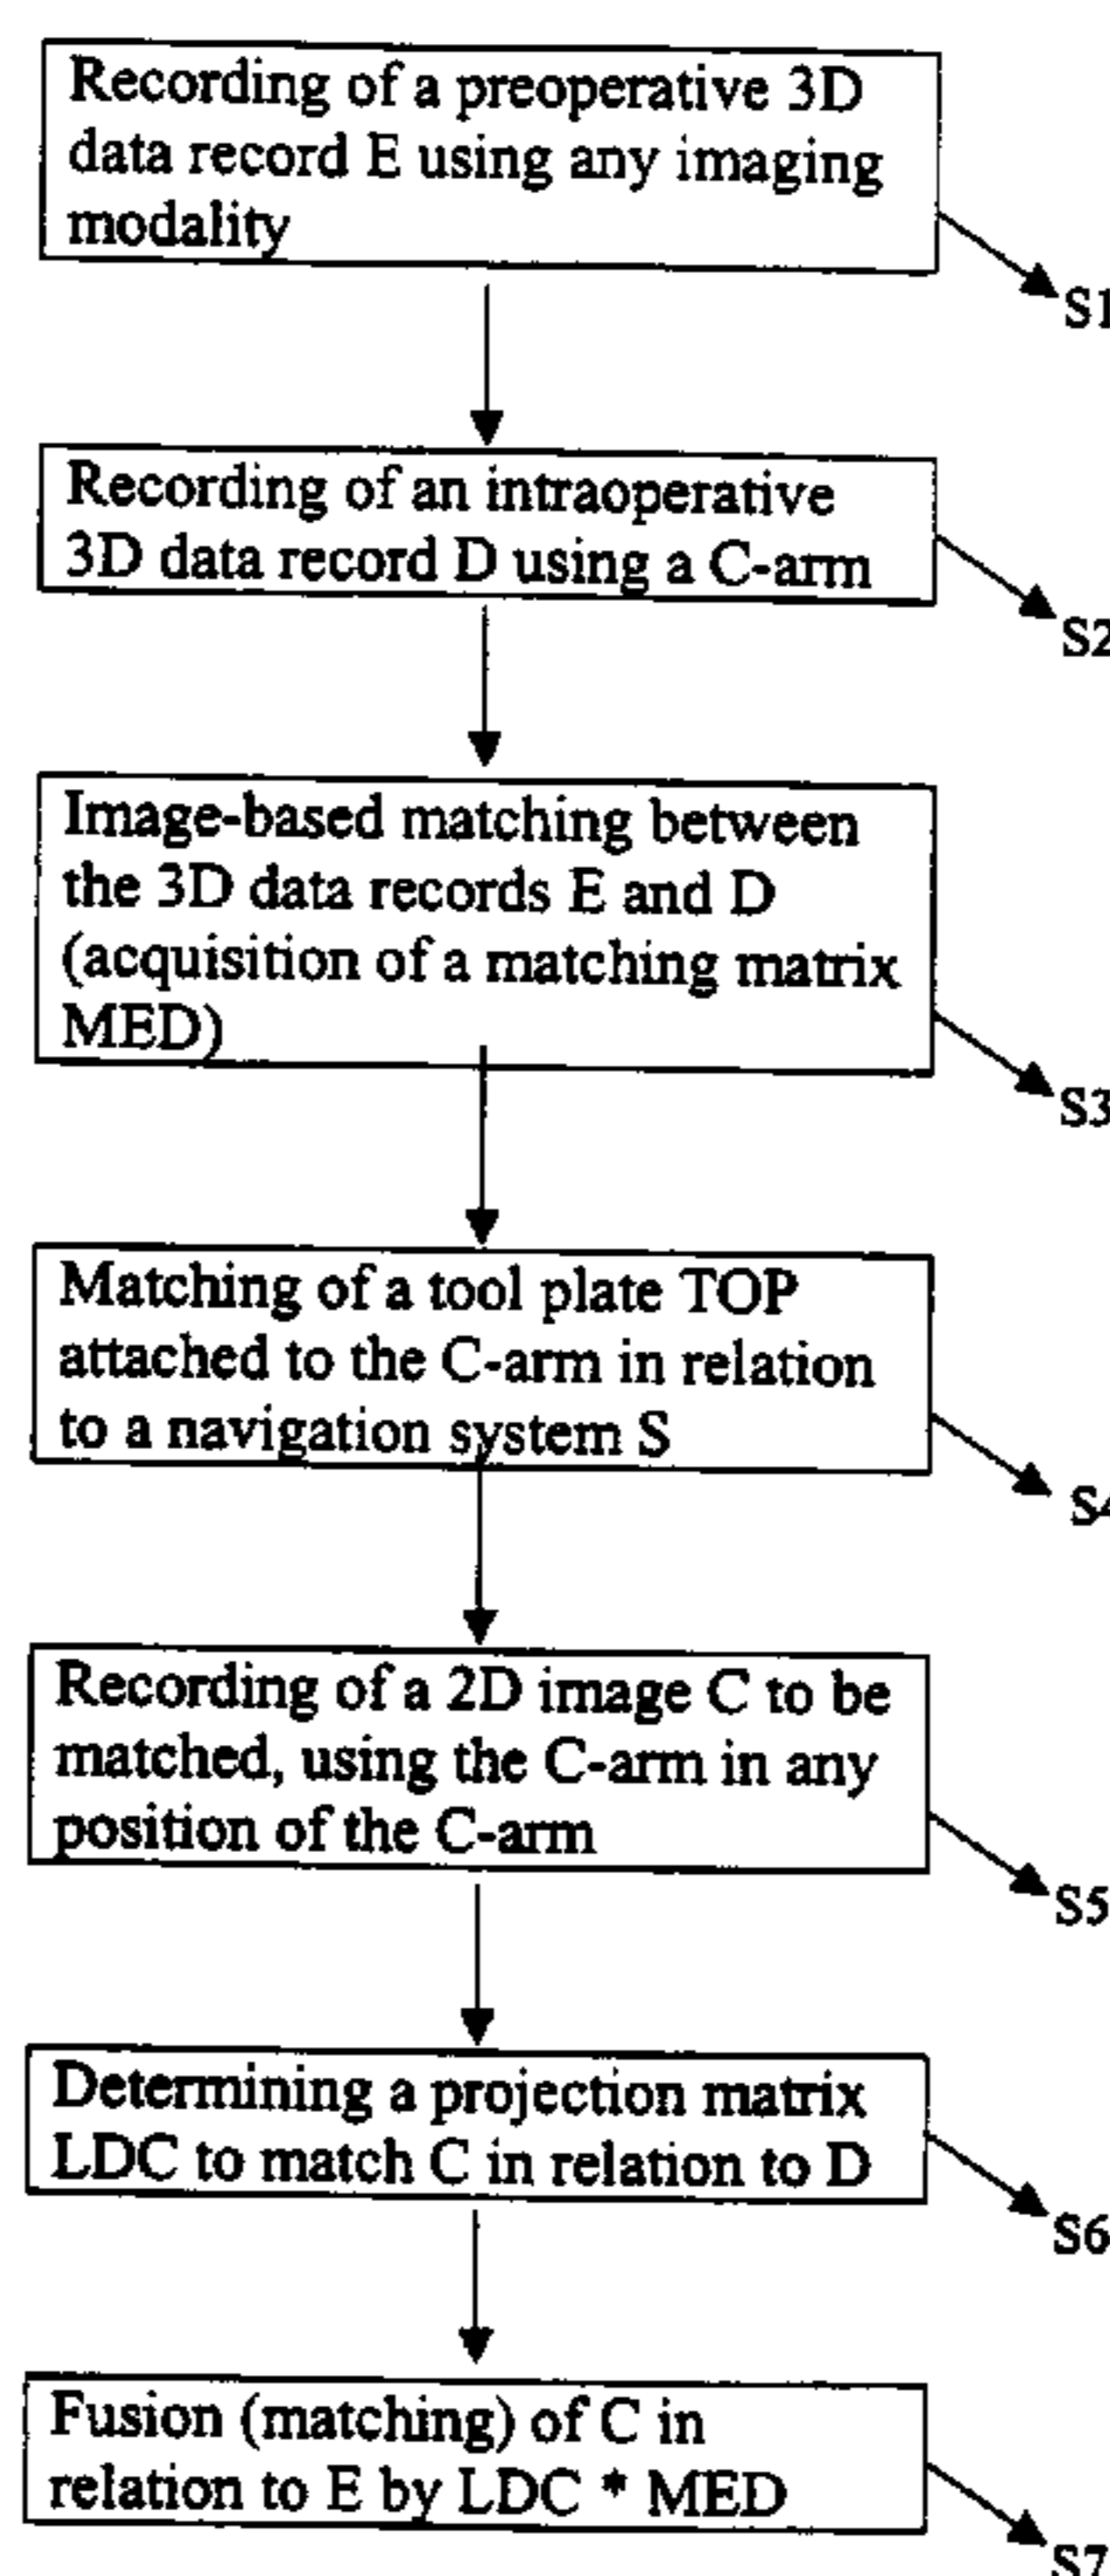 Recording of a preoperative 3D
data record E using any imaging
modality
S1
Recording of an intraoperative
3D data record D using a C-arm
S2
Image-based matching between
the 3D data records E and D
(acquisition of a matching matrix
MED)
S3
Matching of a tool plate TOP
attached to the C-arm in relation
to a navigation system S
S4
Recording of a 2D image C to be
matched, using the C-arm in any
position of the C-arm
S5
Determining a projection matrix
LDC to match C in relation to D
S6
Fusion (matching) of C in
relation to E by LDC * MED
S7